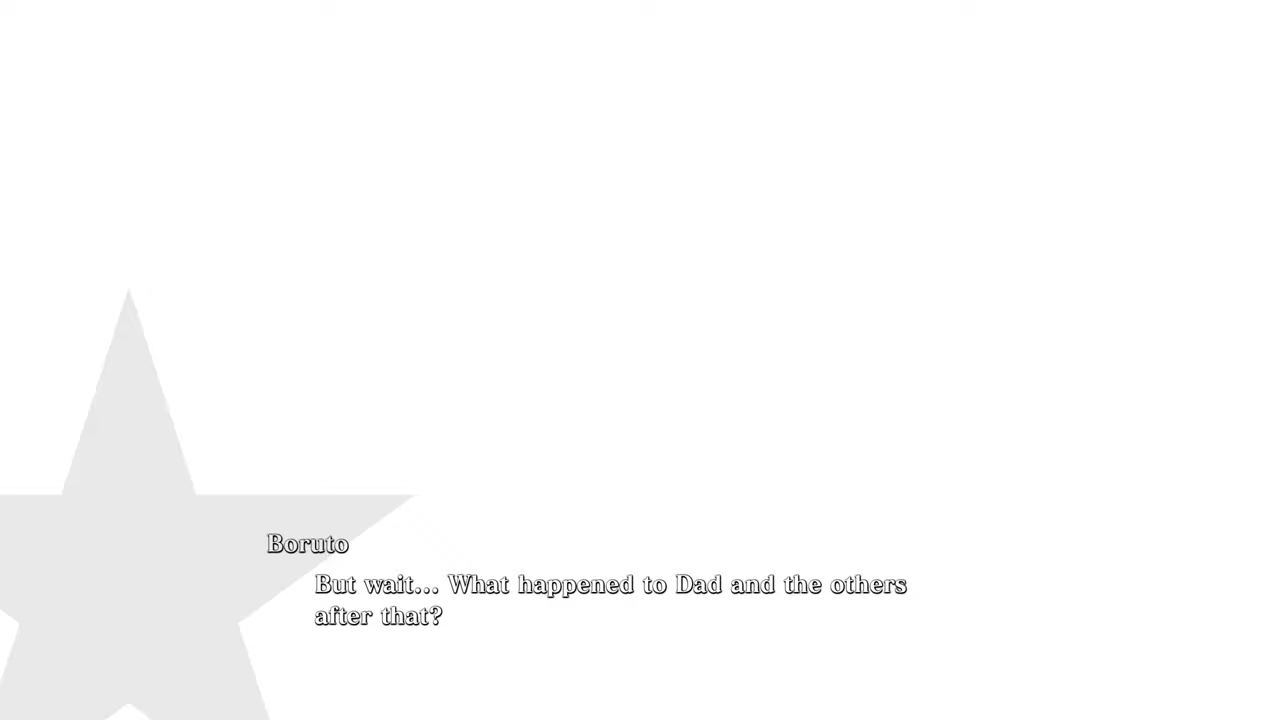 Boruto
But wait... What happened to Dad and the others
after that?